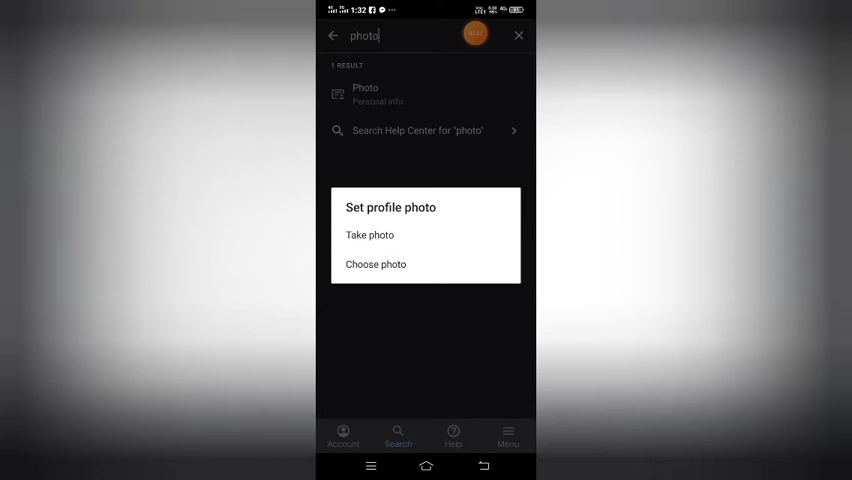 1:32
photo
1 RESULT
Photo
Personal info
Search Help Center for "photo"
Set profile photo
Take photo
Choose photo
Account Search Help Menu